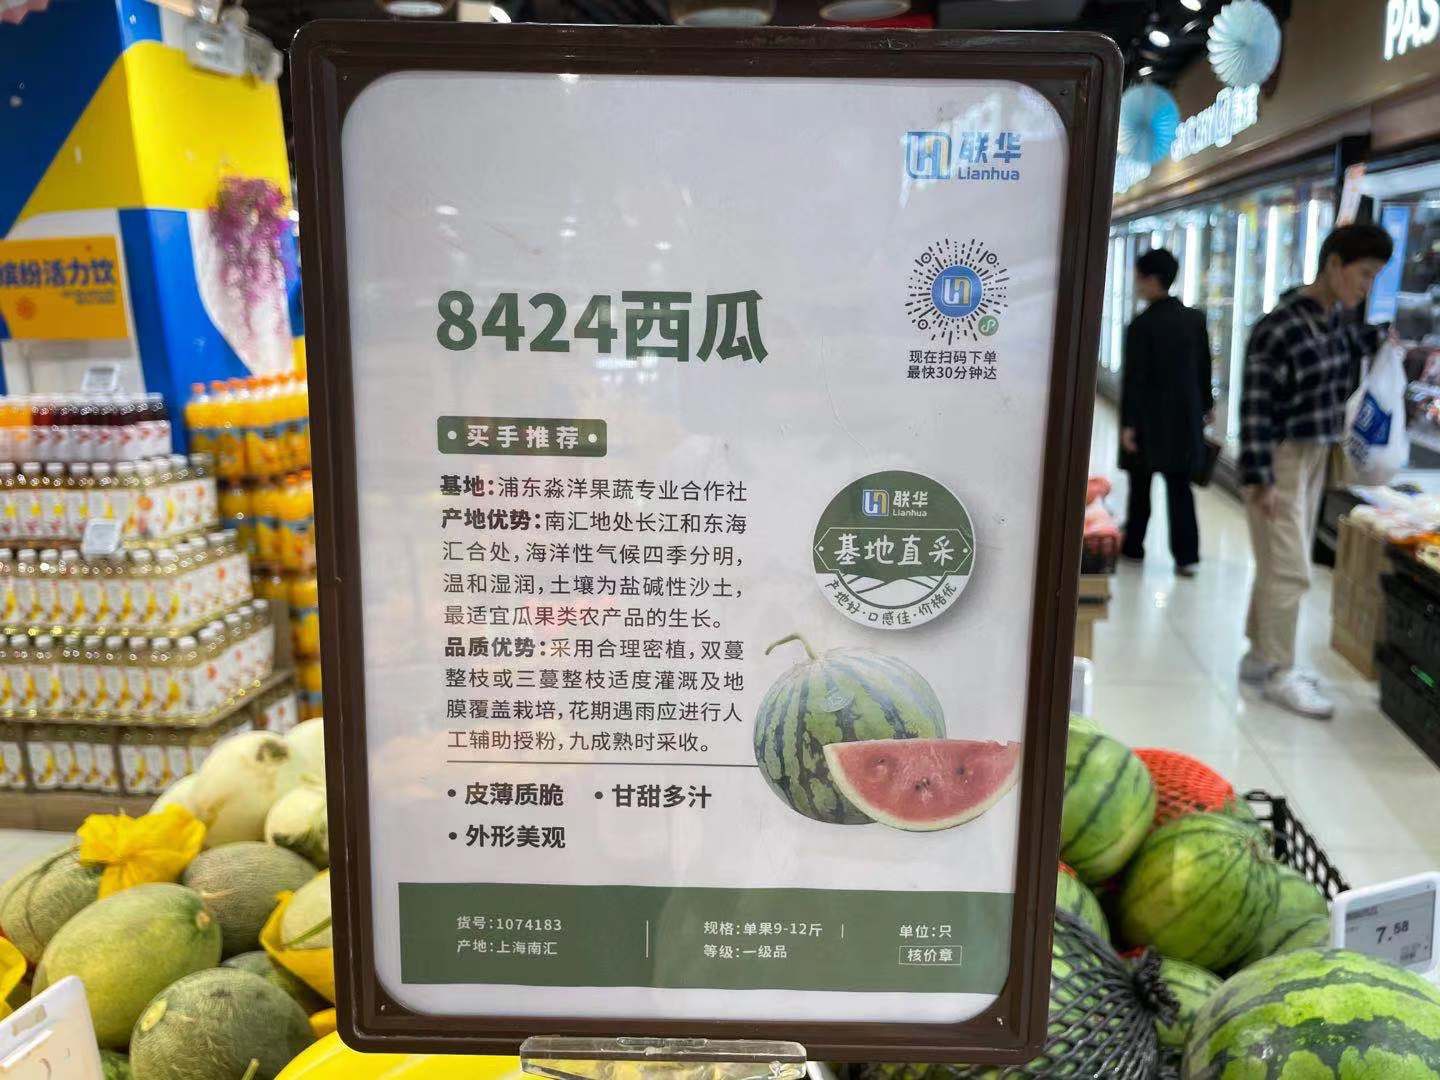 联华
Lianhua
8424西瓜
现在扫码下单
最快30分钟达
·买手推荐·
基地:浦东淼洋果蔬专业合作社
产地优势:南汇地处长江和东海
汇合处,海洋性气候四季分明,
温和湿润,土壤为盐碱性沙土,
最适宜瓜果类农产品的生长。
品质优势:采用合理密植,双蔓
整枝或三蔓整枝适度灌溉及地
膜覆盖栽培,花期遇雨应进行人
工辅助授粉,九成熟时采收。
联华
Lianhua
·基地直采·
产地好·口感佳·价格优
·皮薄质脆 ·甘甜多汁
·外形美观
货号:1074183
产地:上海南汇
规格:单果9-12斤
等级:一级品
单位:只
核价章
缤纷活力饮
PAS
7.58